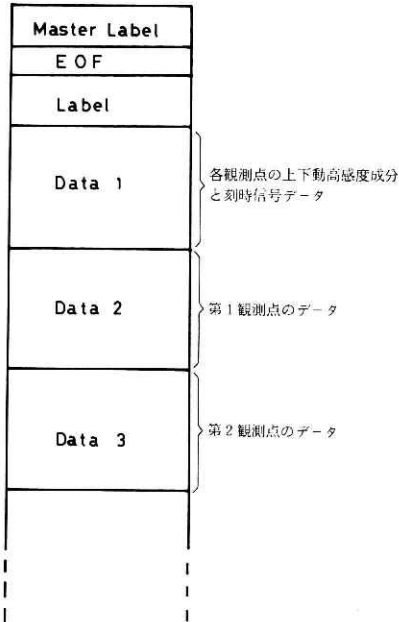 Master Label
EOF
Label
Data 1
各観測点の上下動高感度成分
と刻時信号データ
Data 2
第1観測点のデータ
Data 3
第2観測点のデータ